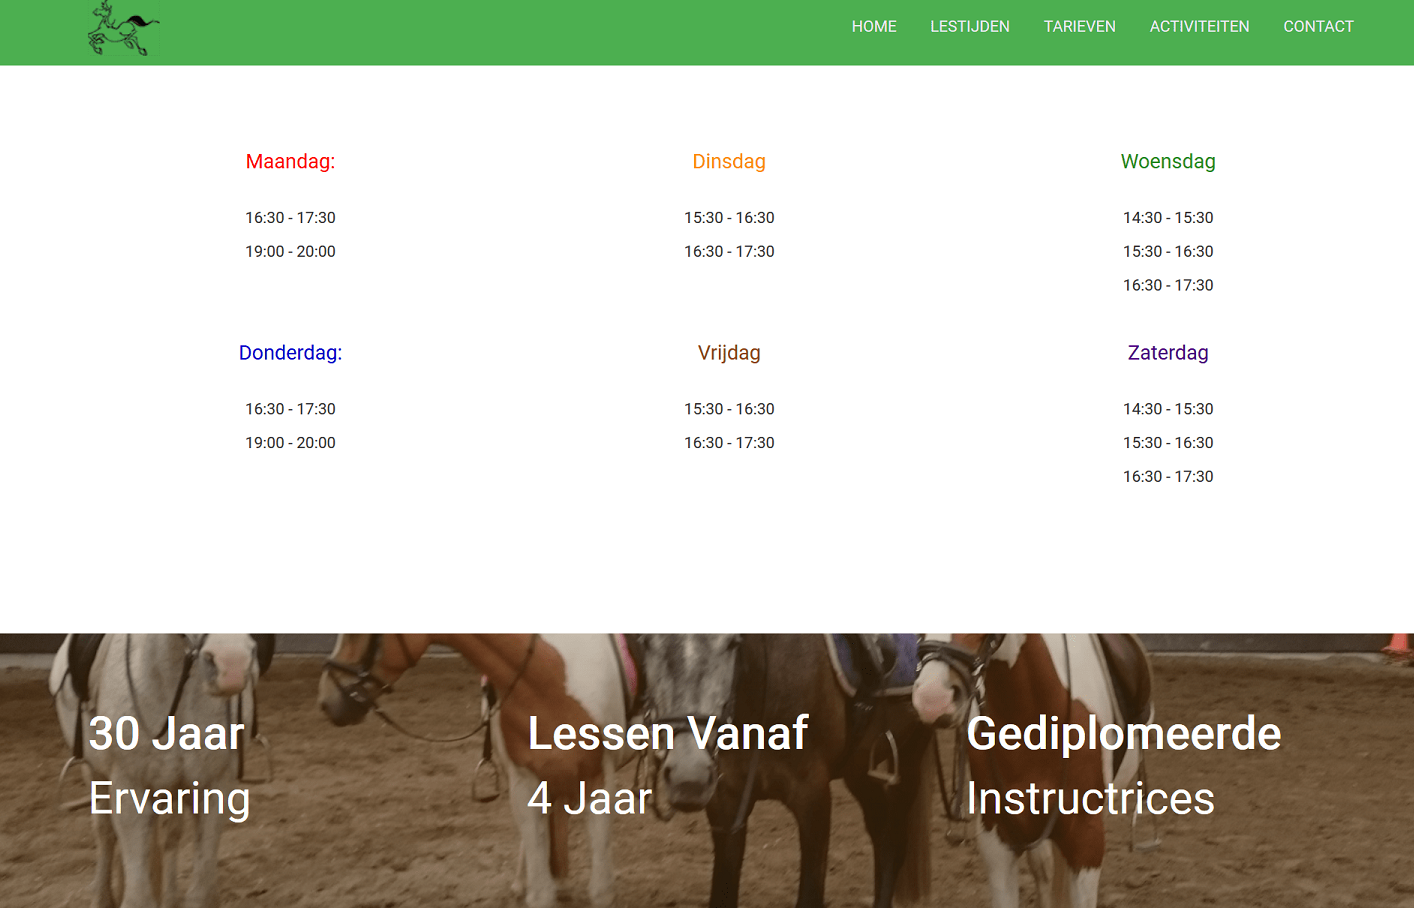 HOME LESTIJDEN TARIEVEN ACTIVITEITEN CONTACT
Maandag:
16:30 - 17:30
19:00 - 20:00
Dinsdag
15:30 - 16:30
16:30 - 17:30
Woensdag
14:30 - 15:30
15:30 - 16:30
16:30 - 17:30
Donderdag:
16:30 - 17:30
19:00 - 20:00
Vrijdag
15:30 - 16:30
16:30 - 17:30
Zaterdag
14:30 - 15:30
15:30 - 16:30
16:30 - 17:30
30 Jaar
Ervaring
Lessen Vanaf
4 Jaar
Gediplomeerde
Instructrices